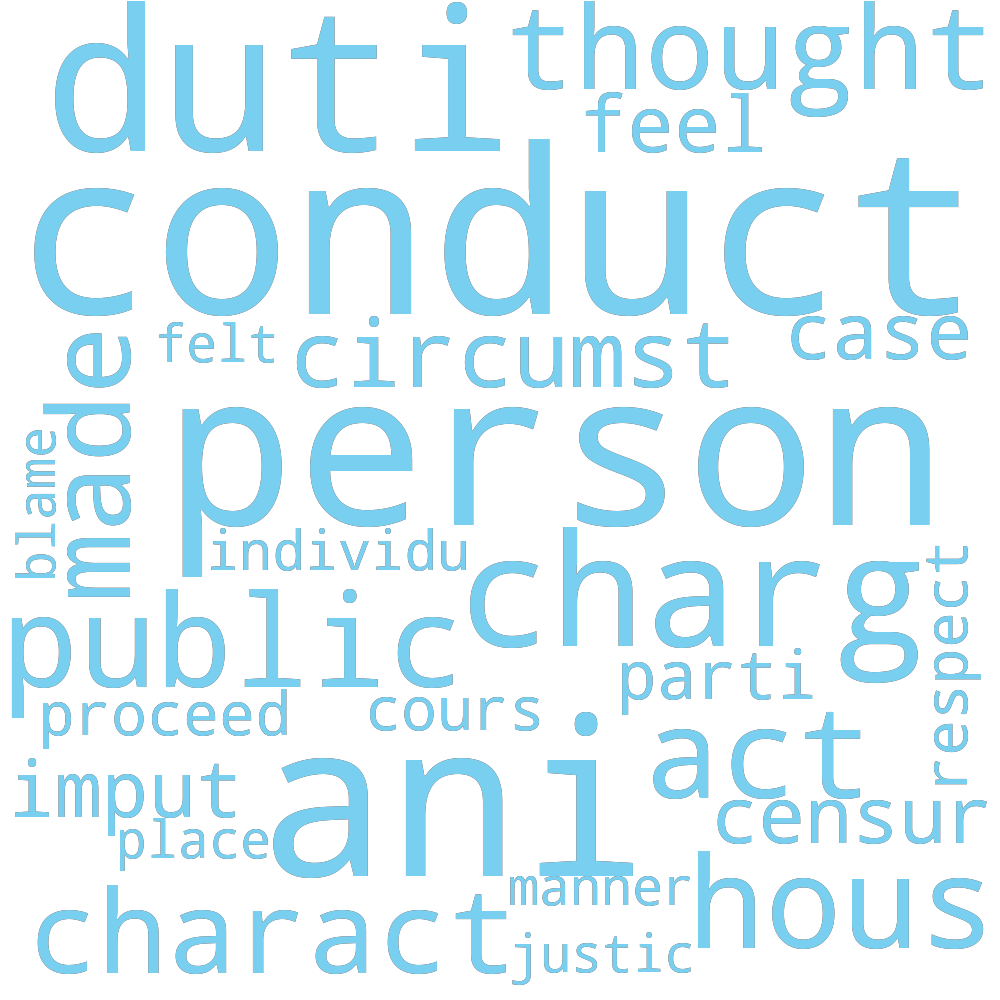 duti
thought
feel
conduct
felt
circumst
case
made
person
blame
individu
charg
respect
public
parti
proceed
cours
ani
act
imput
censur
place
manner
hous
charact
justic